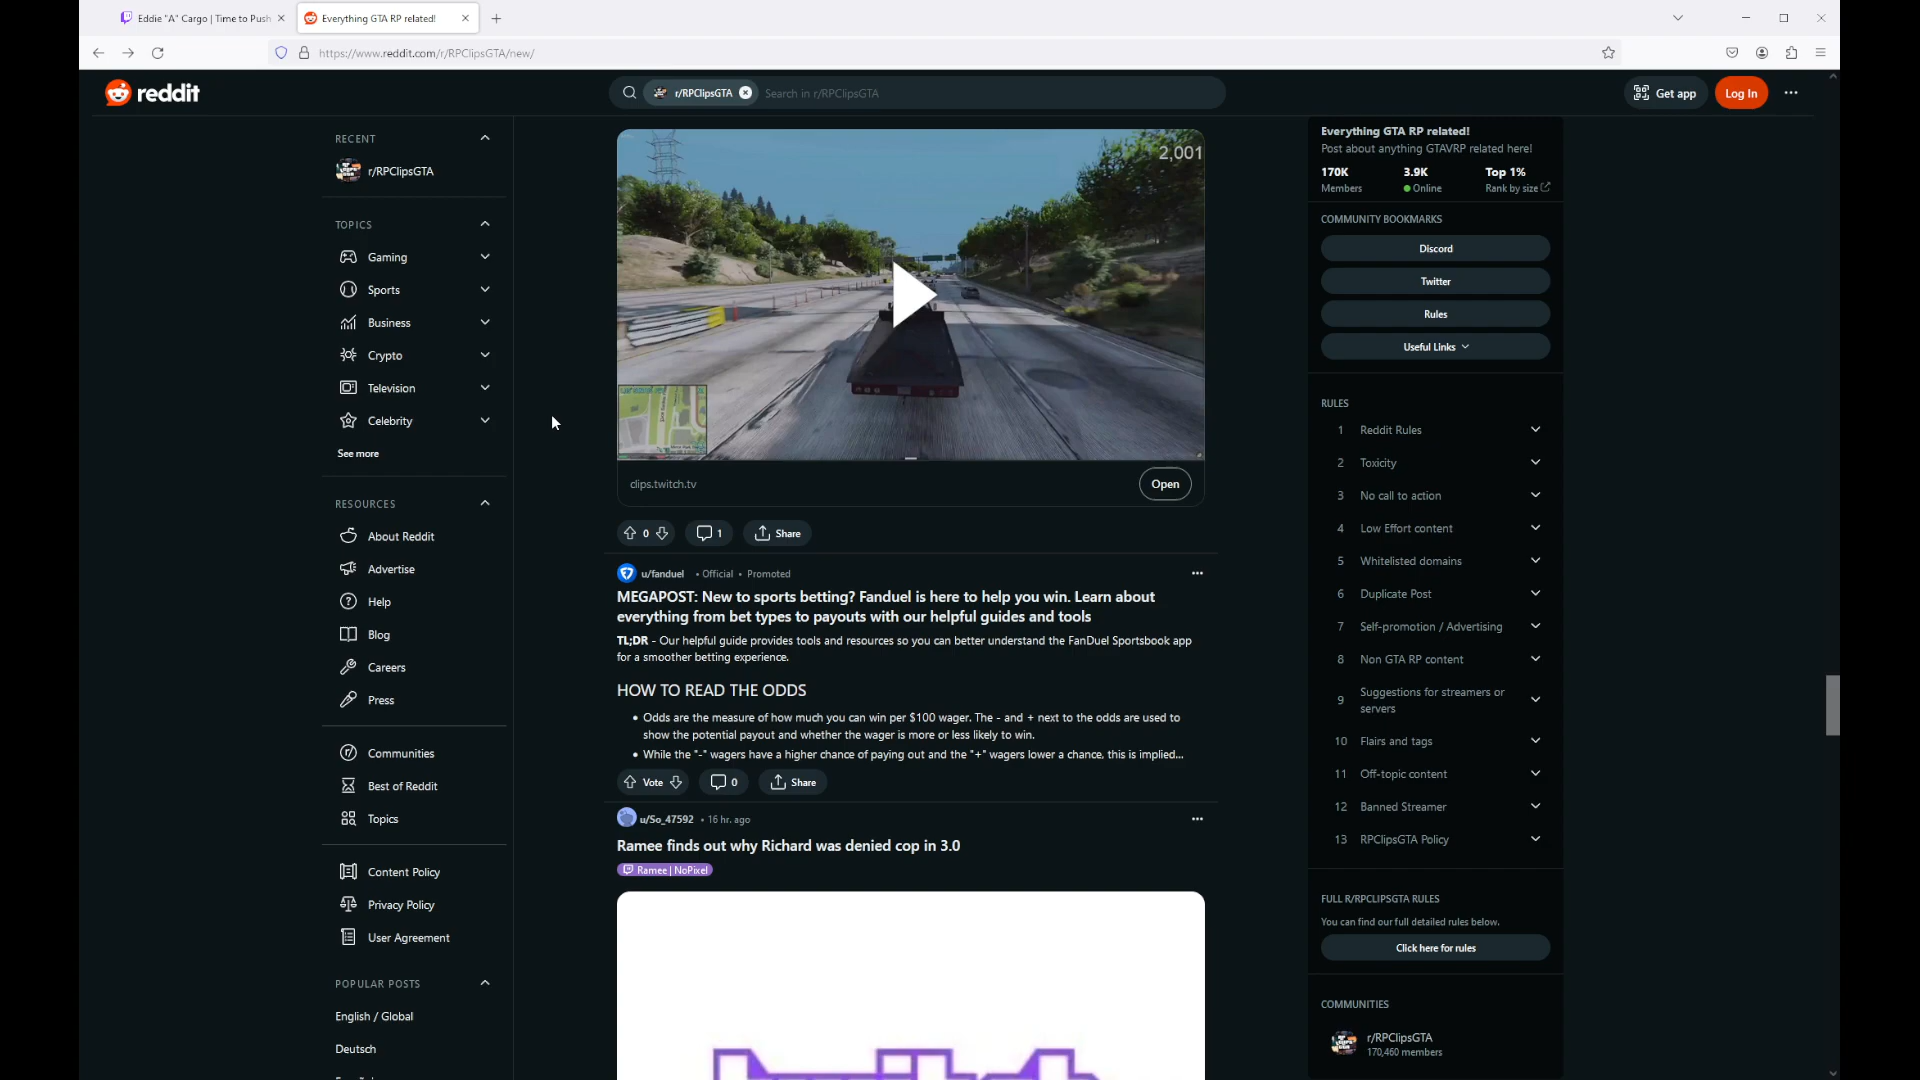 Eddie "A" Cargo | Time to Push
Everything GTA RP related!
https://www.reddit.com/r/RPClipsGTA/new/
reddit
r/RPClipsGTA
Search in r/RPClipsGTA
Get app
Log In
RECENT
r/RPClipsGTA
TOPICS
Gaming
Sports
Business
Crypto
Television
Celebrity
See more
RESOURCES
About Reddit
Advertise
Help
Blog
Careers
Press
Communities
Best of Reddit
Topics
Content Policy
Privacy Policy
User Agreement
POPULAR POSTS
English / Global
Deutsch
2,001
clips.twitch.tv
Open
0
1
Share
u/fanduel • Official • Promoted
MEGAPOST: New to sports betting? Fanduel is here to help you win. Learn about
everything from bet types to payouts with our helpful guides and tools
TL;DR - Our helpful guide provides tools and resources so you can better understand the FanDuel Sportsbook app
for a smoother betting experience.
HOW TO READ THE ODDS
• Odds are the measure of how much you can win per $100 wager. The - and + next to the odds are used to
show the potential payout and whether the wager is more or less likely to win.
• While the "-" wagers have a higher chance of paying out and the "+" wagers lower a chance, this is implied...
Vote
0
Share
u/So_47592 • 16 hr. ago
Ramee finds out why Richard was denied cop in 3.0
Ramee | NoPixel
Everything GTA RP related!
Post about anything GTAVRP related here!
170K 3.9K Top 1%
Members Online Rank by size
COMMUNITY BOOKMARKS
Discord
Twitter
Rules
Useful Links
RULES
1 Reddit Rules
2 Toxicity
3 No call to action
4 Low Effort content
5 Whitelisted domains
6 Duplicate Post
7 Self-promotion / Advertising
8 Non GTA RP content
9 Suggestions for streamers or
servers
10 Flairs and tags
11 Off-topic content
12 Banned Streamer
13 RPClipsGTA Policy
FULL R/RPCLIPSGTA RULES
You can find our full detailed rules below.
Click here for rules
COMMUNITIES
r/RPClipsGTA
170,460 members